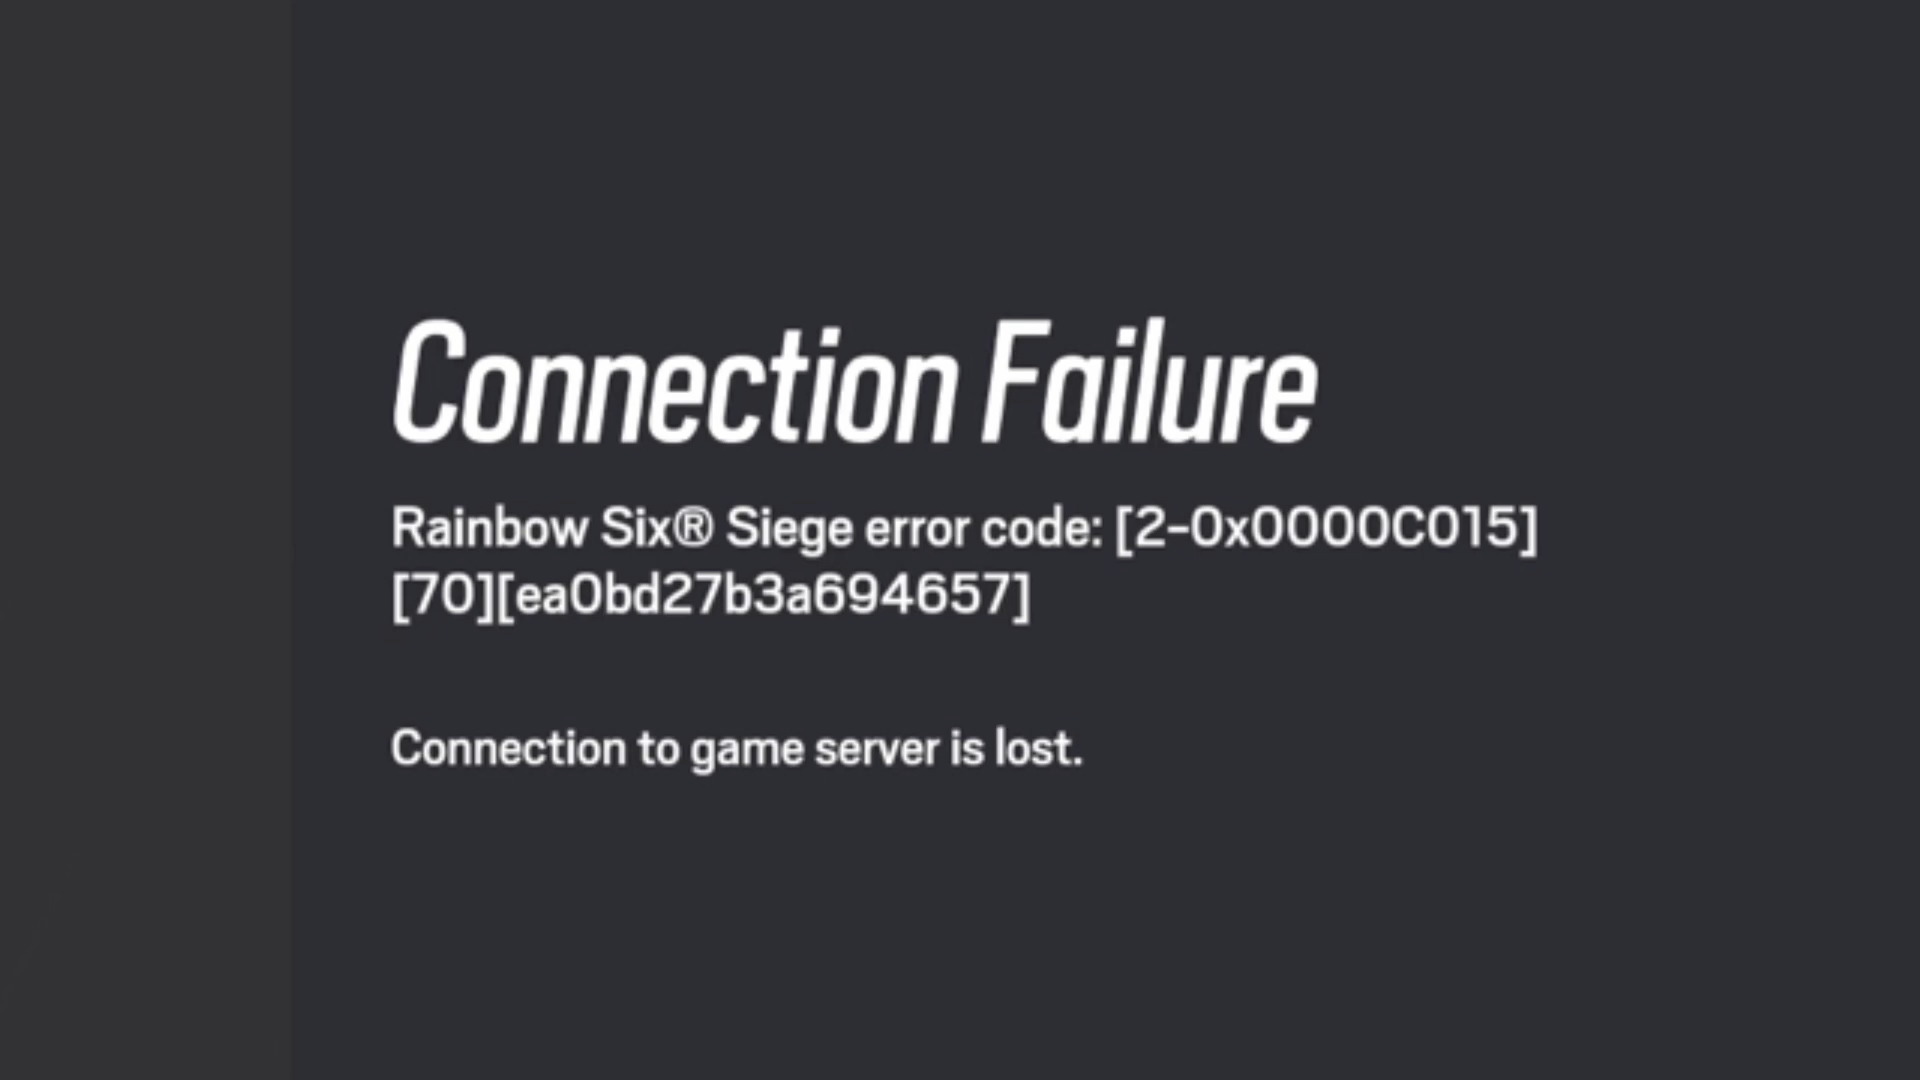 Connection Failure
Rainbow Six® Siege error code: [2-0x0000C015]
[70][ea0bd27b3a694657]
Connection to game server is lost.